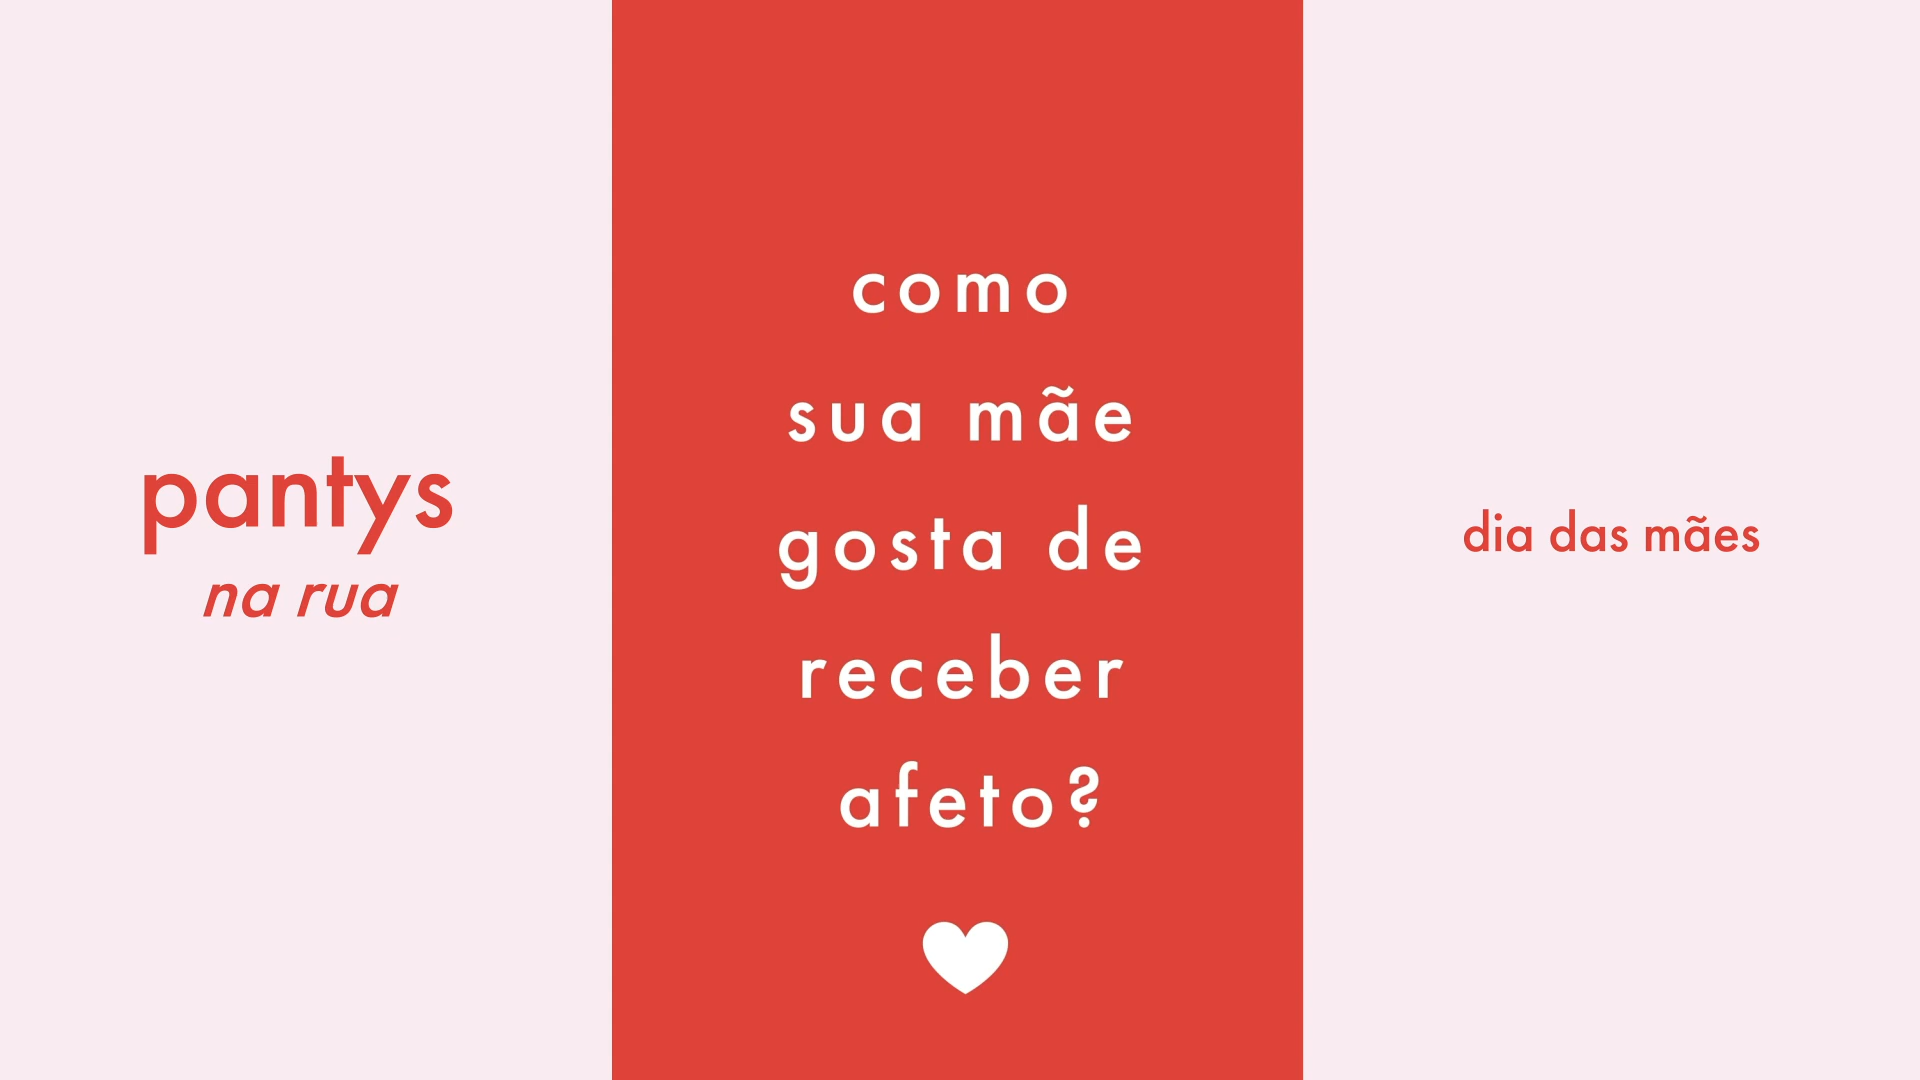 pantys
na rua
como
sua mãe
gosta de
receber
afeto?
dia das mães